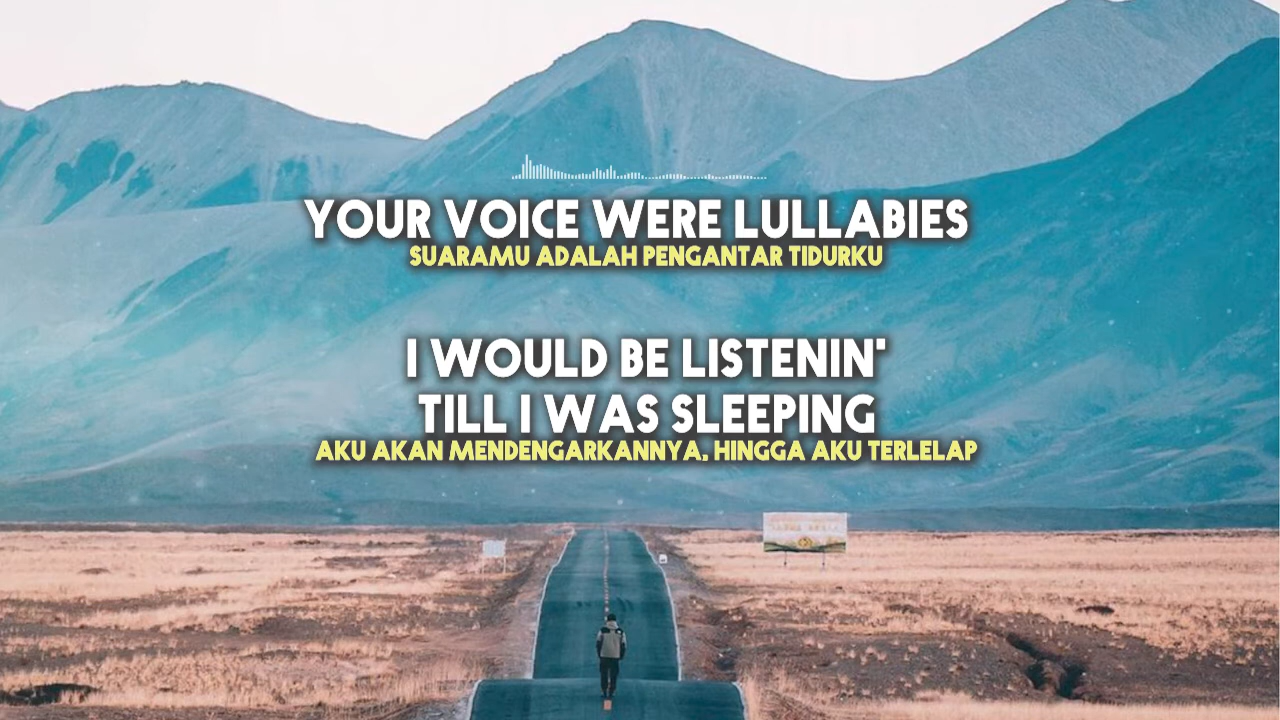 YOUR VOICE WERE LULLABIES
SUARAMU ADALAH PENGANTAR TIDURKU
I WOULD BE LISTENIN'
TILL I WAS SLEEPING
AKU AKAN MENDENGARKANNYA, HINGGA AKU TERLELAP